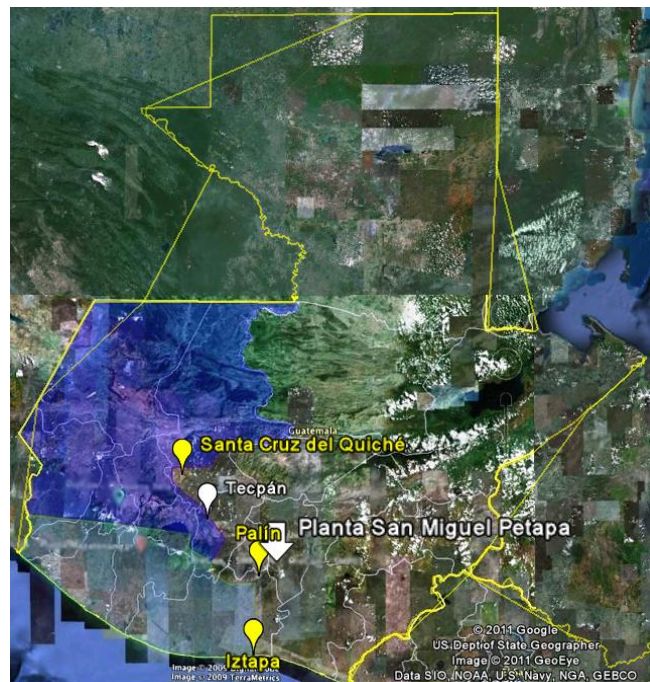 Guatemala
Santa Cruz del Quiché
Tecpán
Palín
Planta San Miguel Petapa
Iztapa
© 2011 Google
US Dept of State Geographer
Image © 2011 GeoEye
Data SIO, NOAA, U.S. Navy, NGA, GEBCO
Image © 2011 TerraMetrics